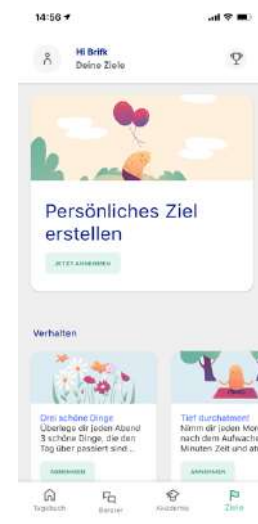 14:56
Hi Brifk
Deine Ziele
Persönliches Ziel
erstellen
JETZT ANNEHMEN
Verhalten
Drei schöne Dinge
Überlege dir jeden Abend
3 schöne Dinge, die den
Tag über passiert sind ...
ANNEHMEN
Tief durchatmen!
Nimm dir jeden Mor
nach dem Aufwache
Minuten Zeit und at
ANNEHMEN
Tagebuch
Berater
Akademie
Ziele